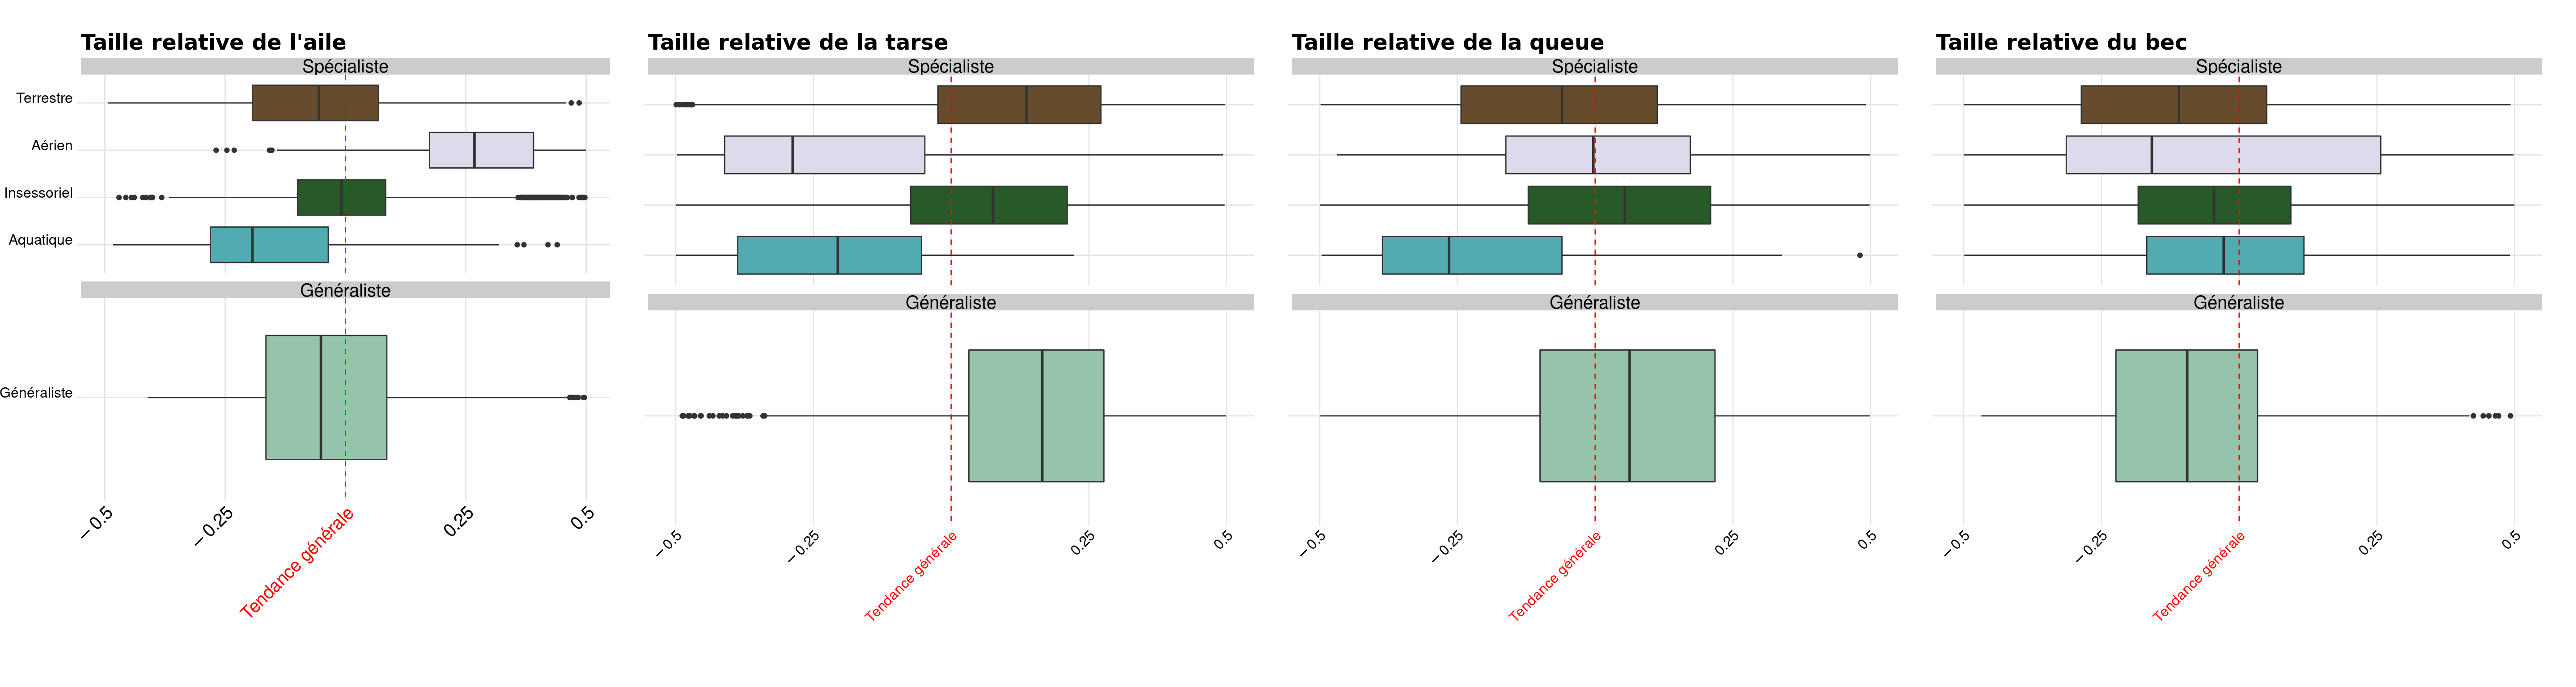 Taille relative de l'aile
Taille relative de la tarse
Taille relative de la queue
Taille relative du bec
Spécialiste
Spécialiste
Spécialiste
Spécialiste
Terrestre
Aérien
Insessoriel
Aquatique
Généraliste
Généraliste
Généraliste
Généraliste
Généraliste
−0.5
−0.25
Tendance générale
0.25
0.5
−0.5
−0.25
Tendance générale
0.25
0.5
−0.5
−0.25
Tendance générale
0.25
0.5
−0.5
−0.25
Tendance générale
0.25
0.5